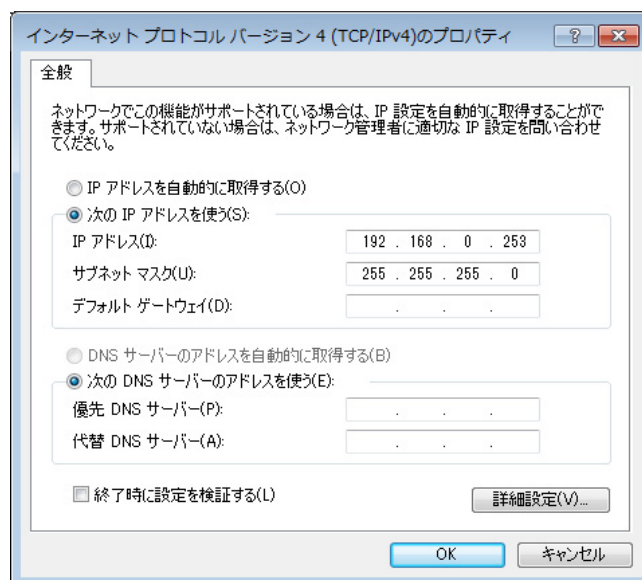 インターネット プロトコル バージョン 4 (TCP/IPv4)のプロパティ
全般
ネットワークでこの機能がサポートされている場合は、IP 設定を自動的に取得することがで
きます。サポートされていない場合は、ネットワーク管理者に適切な IP 設定を問い合わせ
てください。
IP アドレスを自動的に取得する(O)
次の IP アドレスを使う(S):
IP アドレス(I): 192 . 168 . 0 . 253
サブネット マスク(U): 255 . 255 . 255 . 0
デフォルト ゲートウェイ(D): . . .
DNS サーバーのアドレスを自動的に取得する(B)
次の DNS サーバーのアドレスを使う(E):
優先 DNS サーバー(P): . . .
代替 DNS サーバー(A): . . .
終了時に設定を検証する(L)
詳細設定(V)...
OK キャンセル